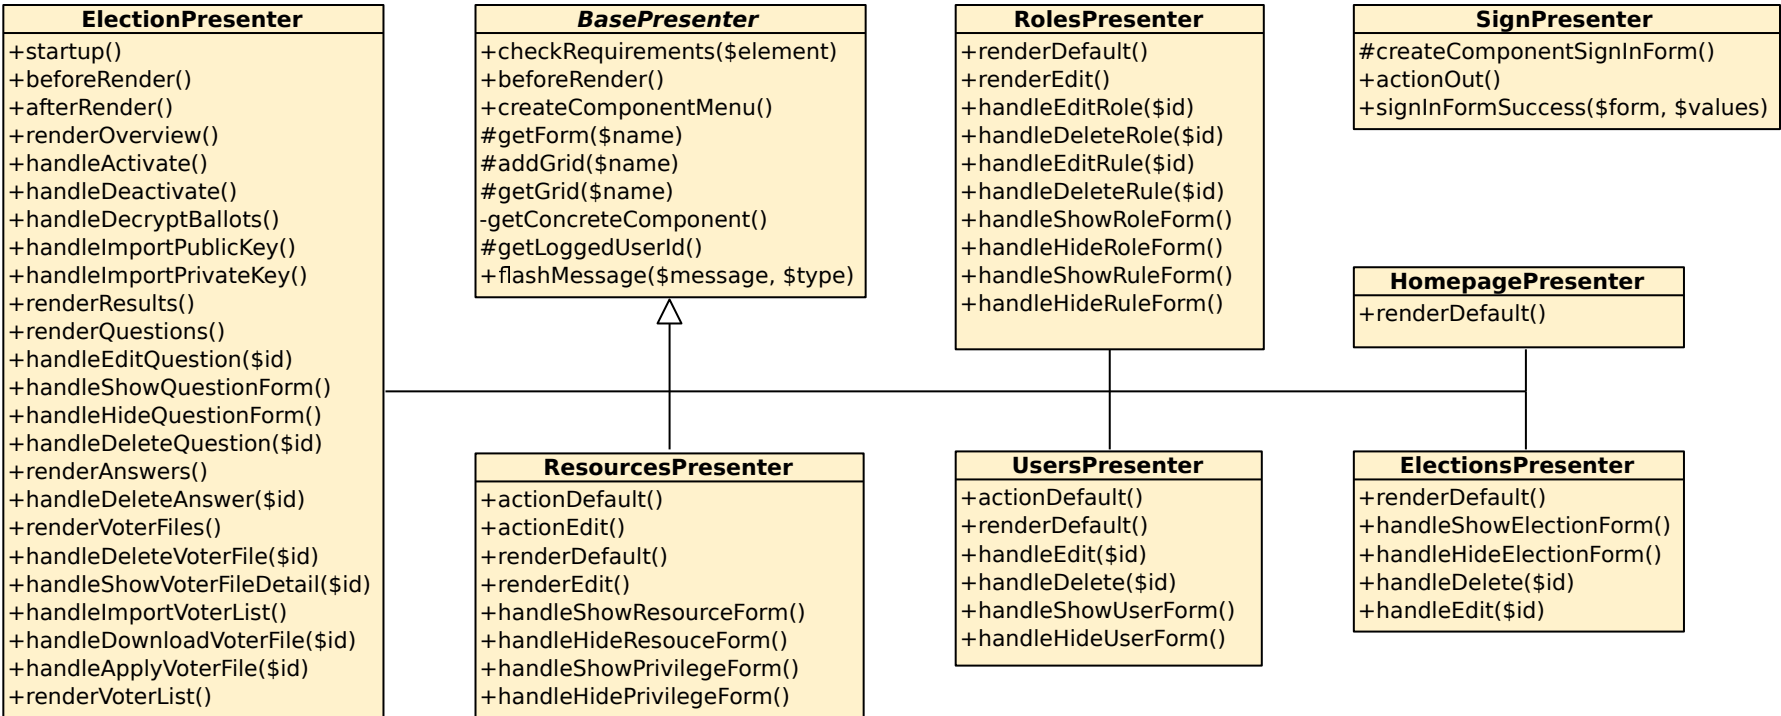 ElectionPresenter
+startup()
+beforeRender()
+afterRender()
+renderOverview()
+handleActivate()
+handleDeactivate()
+handleDecryptBallots()
+handleImportPublicKey()
+handleImportPrivateKey()
+renderResults()
+renderQuestions()
+handleEditQuestion($id)
+handleShowQuestionForm()
+handleHideQuestionForm()
+handleDeleteQuestion($id)
+renderAnswers()
+handleDeleteAnswer($id)
+renderVoterFiles()
+handleDeleteVoterFile($id)
+handleShowVoterFileDetail($id)
+handleImportVoterList()
+handleDownloadVoterFile($id)
+handleApplyVoterFile($id)
+renderVoterList()
BasePresenter
+checkRequirements($element)
+beforeRender()
+createComponentMenu()
#getForm($name)
#addGrid($name)
#getGrid($name)
-getConcreteComponent()
#getLoggedUserId()
+flashMessage($message, $type)
RolesPresenter
+renderDefault()
+renderEdit()
+handleEditRole($id)
+handleDeleteRole($id)
+handleEditRule($id)
+handleDeleteRule($id)
+handleShowRoleForm()
+handleHideRoleForm()
+handleShowRuleForm()
+handleHideRuleForm()
SignPresenter
#createComponentSignInForm()
+actionOut()
+signInFormSuccess($form, $values)
HomepagePresenter
+renderDefault()
ResourcesPresenter
+actionDefault()
+actionEdit()
+renderDefault()
+renderEdit()
+handleShowResourceForm()
+handleHideResouceForm()
+handleShowPrivilegeForm()
+handleHidePrivilegeForm()
UsersPresenter
+actionDefault()
+renderDefault()
+handleEdit($id)
+handleDelete($id)
+handleShowUserForm()
+handleHideUserForm()
ElectionsPresenter
+renderDefault()
+handleShowElectionForm()
+handleHideElectionForm()
+handleDelete($id)
+handleEdit($id)